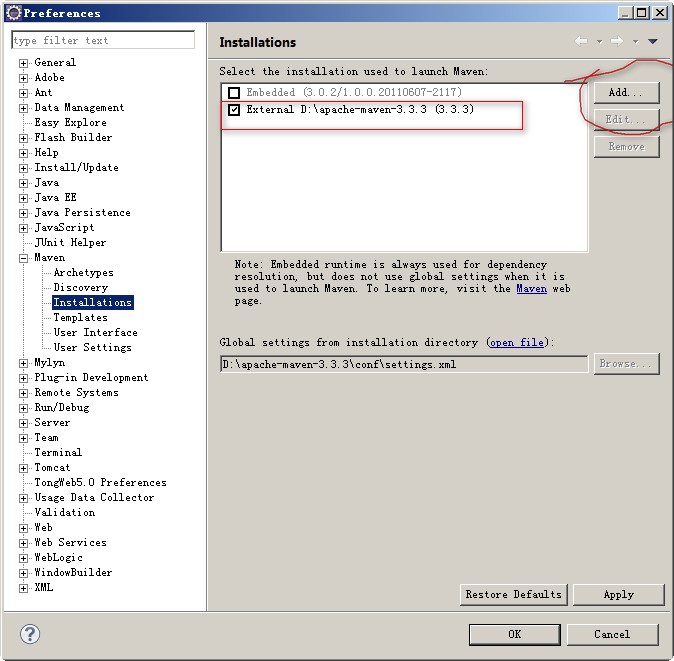 Preferences
type filter text
General
Adobe
Ant
Data Management
Easy Explore
Flash Builder
Help
Install/Update
Java
Java EE
Java Persistence
JavaScript
JUnit Helper
Maven
Archetypes
Discovery
Installations
Templates
User Interface
User Settings
Mylyn
Plug-in Development
Remote Systems
Run/Debug
Server
Team
Terminal
Tomcat
TongWeb5.0 Preferences
Usage Data Collector
Validation
Web
Web Services
WebLogic
WindowBuilder
XML
Installations
Select the installation used to launch Maven:
Embedded (3.0.2/1.0.0.20110607-2117)
External D:\apache-maven-3.3.3 (3.3.3)
Add...
Edit...
Remove
Note: Embedded runtime is always used for dependency
resolution, but does not use global settings when it is
used to launch Maven. To learn more, visit the Maven web
page.
Global settings from installation directory (open file):
D:\apache-maven-3.3.3\conf\settings.xml
Browse...
Restore Defaults
Apply
?
OK
Cancel